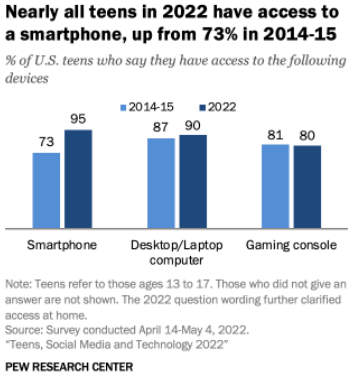 Nearly all teens in 2022 have access to
a smartphone, up from 73% in 2014-15
% of U.S. teens who say they have access to the following
devices
2014-15 2022
73 95 87 90 81 80
Smartphone Desktop/Laptop computer Gaming console
Note: Teens refer to those ages 13 to 17. Those who did not give an
answer are not shown. The 2022 question wording further clarified
access at home.
Source: Survey conducted April 14-May 4, 2022.
"Teens, Social Media and Technology 2022"
PEW RESEARCH CENTER